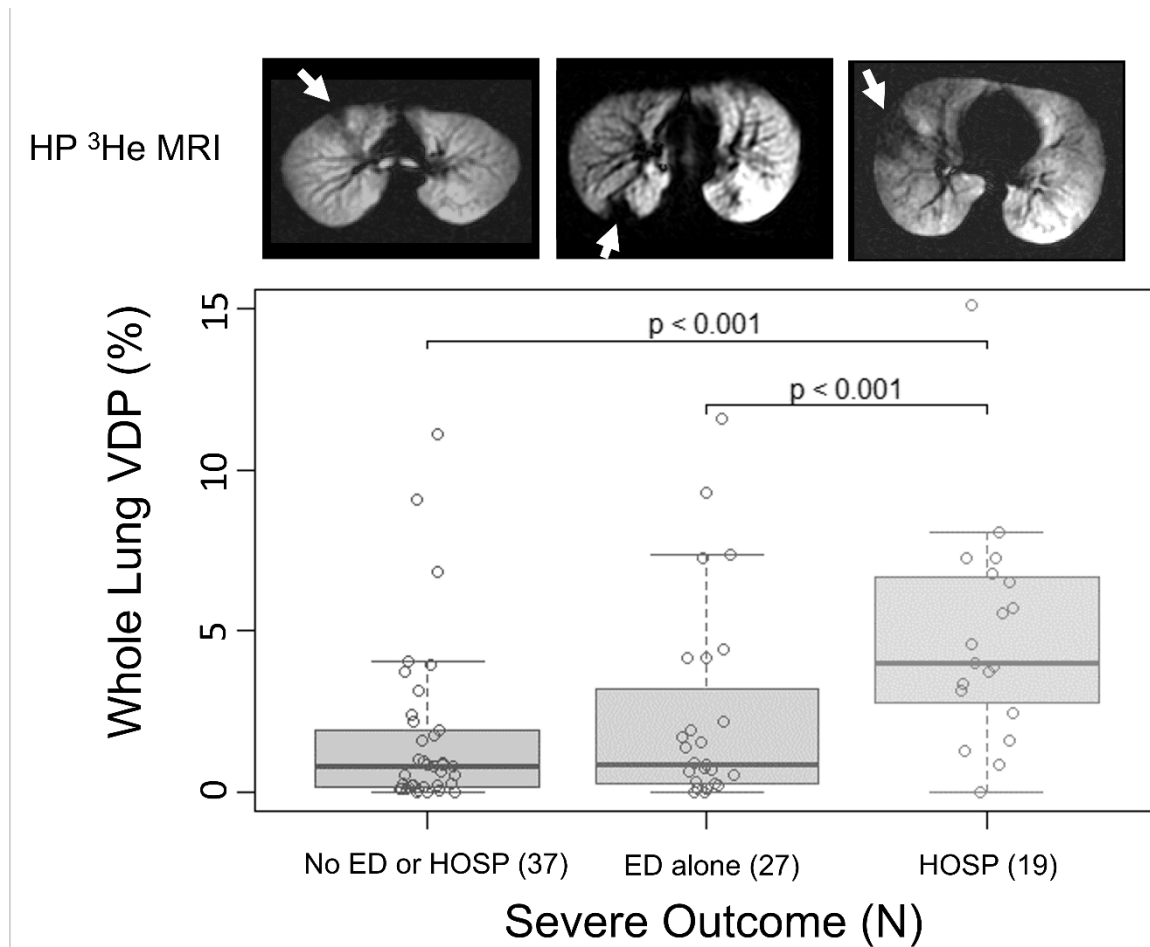 HP ³He MRI
Whole Lung VDP (%)
15
10
5
0
p < 0.001
p < 0.001
No ED or HOSP (37)
ED alone (27)
HOSP (19)
Severe Outcome (N)